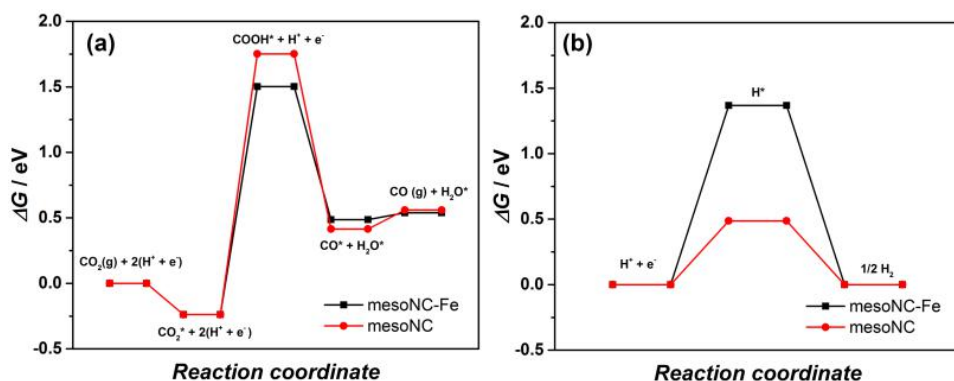 (a)
2.0
1.5
1.0
0.5
0.0
-0.5
ΔG / eV
COOH* + H⁺ + e⁻
CO (g) + H₂O*
CO* + H₂O*
CO₂(g) + 2(H⁺ + e⁻)
CO₂* + 2(H⁺ + e⁻)
mesoNC-Fe
mesoNC
Reaction coordinate
(b)
2.0
1.5
1.0
0.5
0.0
-0.5
ΔG / eV
H*
H⁺ + e⁻
1/2 H₂
mesoNC-Fe
mesoNC
Reaction coordinate